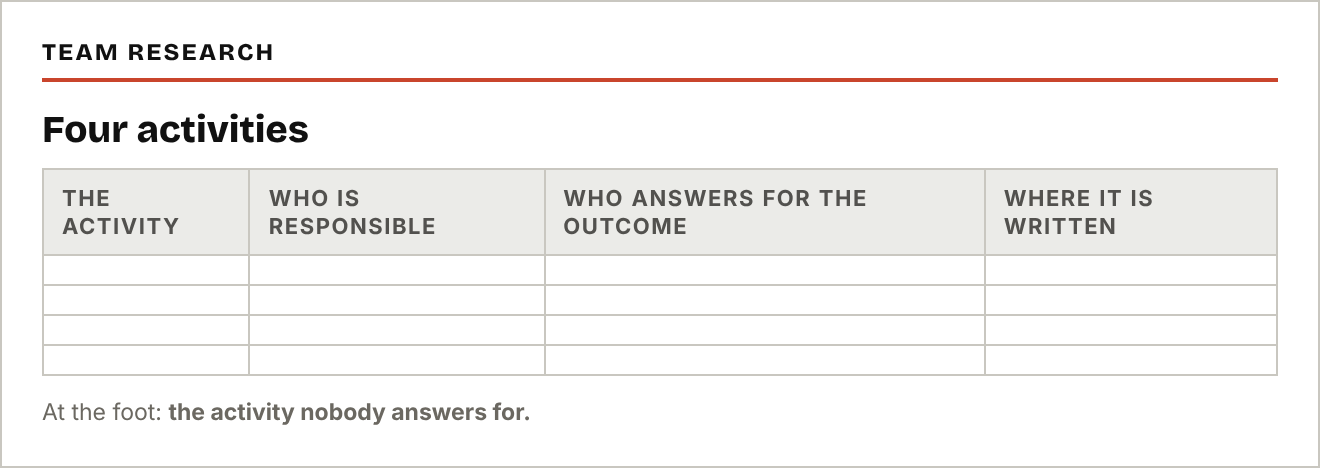 TEAM RESEARCH
Four activities
THE ACTIVITY
WHO IS RESPONSIBLE
WHO ANSWERS FOR THE OUTCOME
WHERE IT IS WRITTEN
At the foot: the activity nobody answers for.